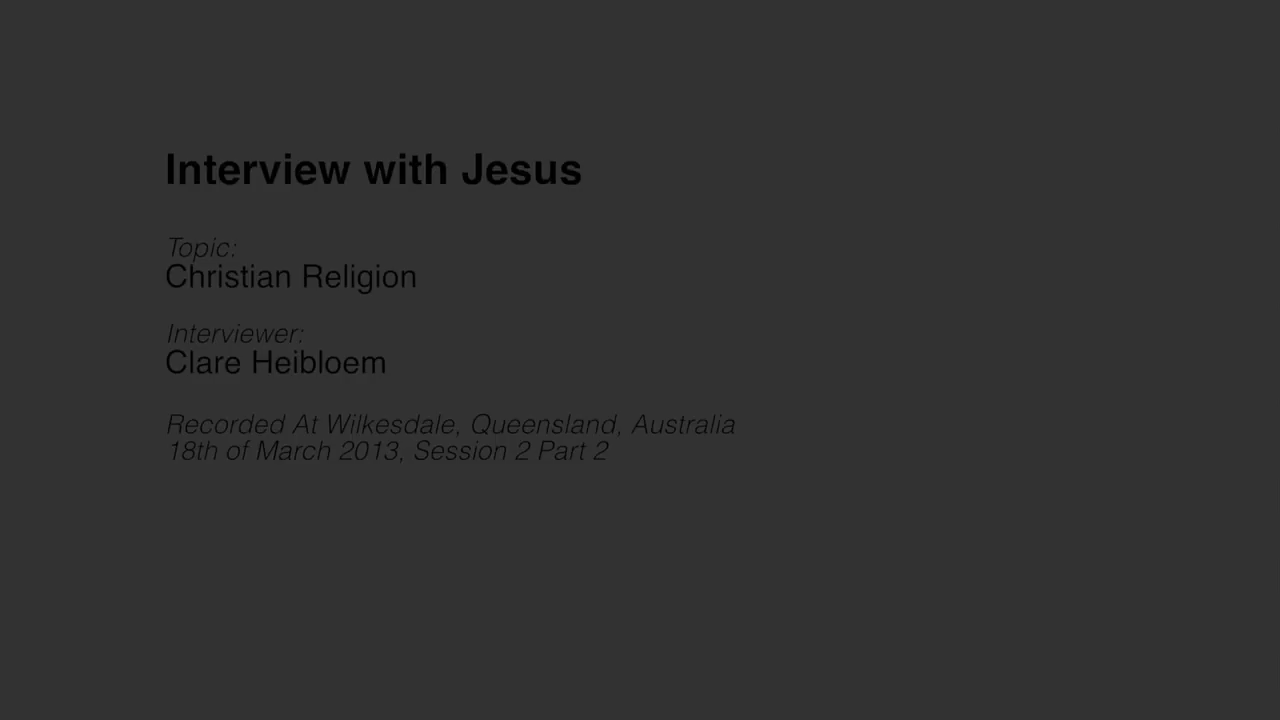 Interview with Jesus
Topic:
Christian Religion
Interviewer:
Clare Heibloem
Recorded At Wilkesdale, Queensland, Australia
18th of March 2013, Session 2 Part 2